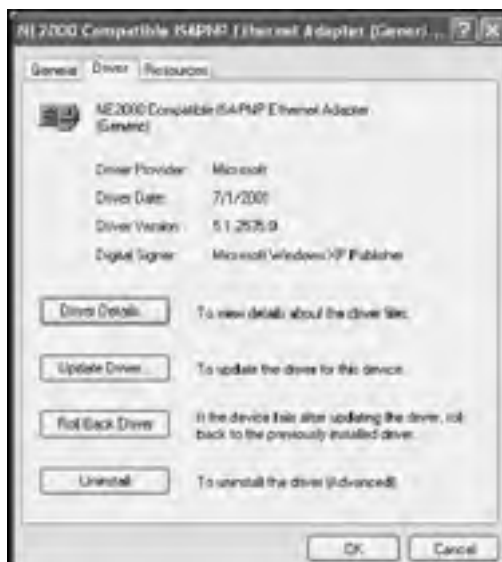 NE2000 Compatible ISAPNP Ethernet Adapter (Generi...
General Driver Resources
NE2000 Compatible ISAPNP Ethernet Adapter
(Generic)
Driver Provider: Microsoft
Driver Date: 7/1/2001
Driver Version:
Digital Signer: Microsoft Windows XP Publisher
Driver Details... To view details about the driver files.
Update Driver... To update the driver for this device.
Roll Back Driver If the device fails after updating the driver, roll
back to the previously installed driver.
Uninstall To uninstall the driver (Advanced).
OK Cancel